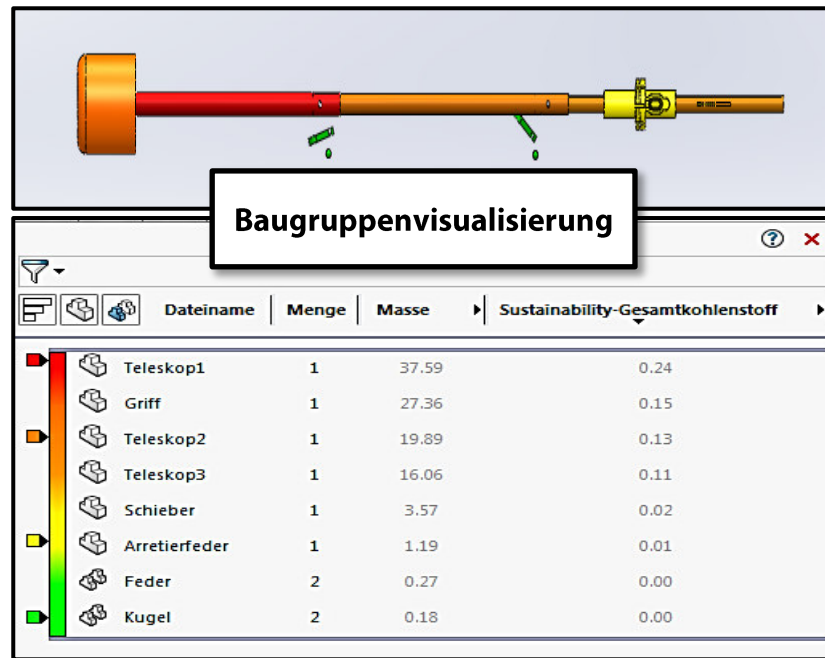 Baugruppenvisualisierung
Dateiname Menge Masse Sustainability-Gesamtkohlenstoff
Teleskop1 1 37.59 0.24
Griff 1 27.36 0.15
Teleskop2 1 19.89 0.13
Teleskop3 1 16.06 0.11
Schieber 1 3.57 0.02
Arretierfeder 1 1.19 0.01
Feder 2 0.27 0.00
Kugel 2 0.18 0.00